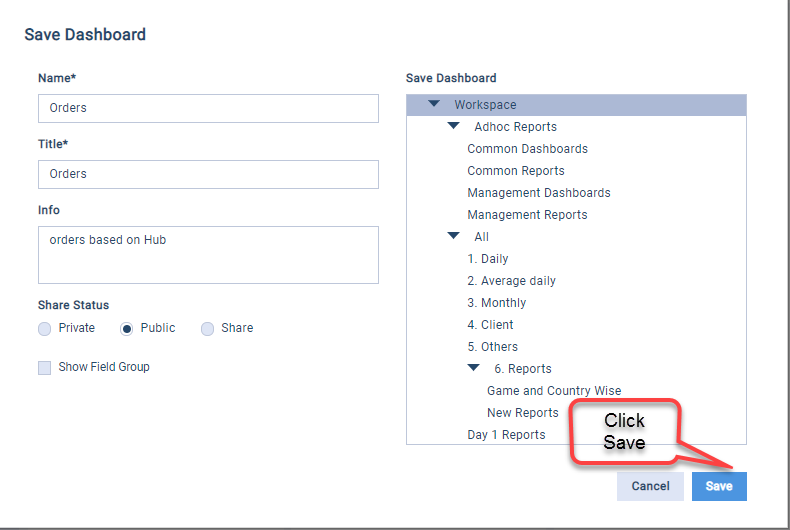 Save Dashboard
Name*
Orders
Title*
Orders
Info
orders based on Hub
Share Status
Private Public Share
Show Field Group
Save Dashboard
Workspace
Adhoc Reports
Common Dashboards
Common Reports
Management Dashboards
Management Reports
All
1. Daily
2. Average daily
3. Monthly
4. Client
5. Others
6. Reports
Game and Country Wise
New Reports
Day 1 Reports
Click
Save
Cancel Save